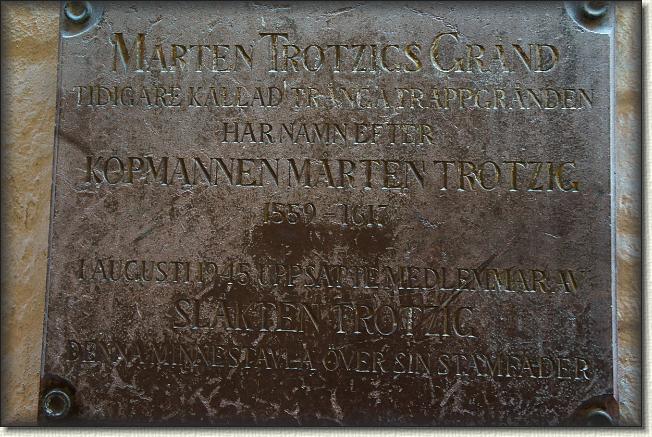 MÅRTEN TROTZIGS GRÄND
TIDIGARE KALLAD TRÅNGA TRAPPGRÄNDEN
HAR NAMN EFTER
KÖPMANNEN MÅRTEN TROTZIG
1559 - 1617
I AUGUSTI 1945 UPPSATTE MEDLEMMAR AV
SLÄKTEN TROTZIG
DENNA MINNESTAVLA ÖVER SIN STAMFADER